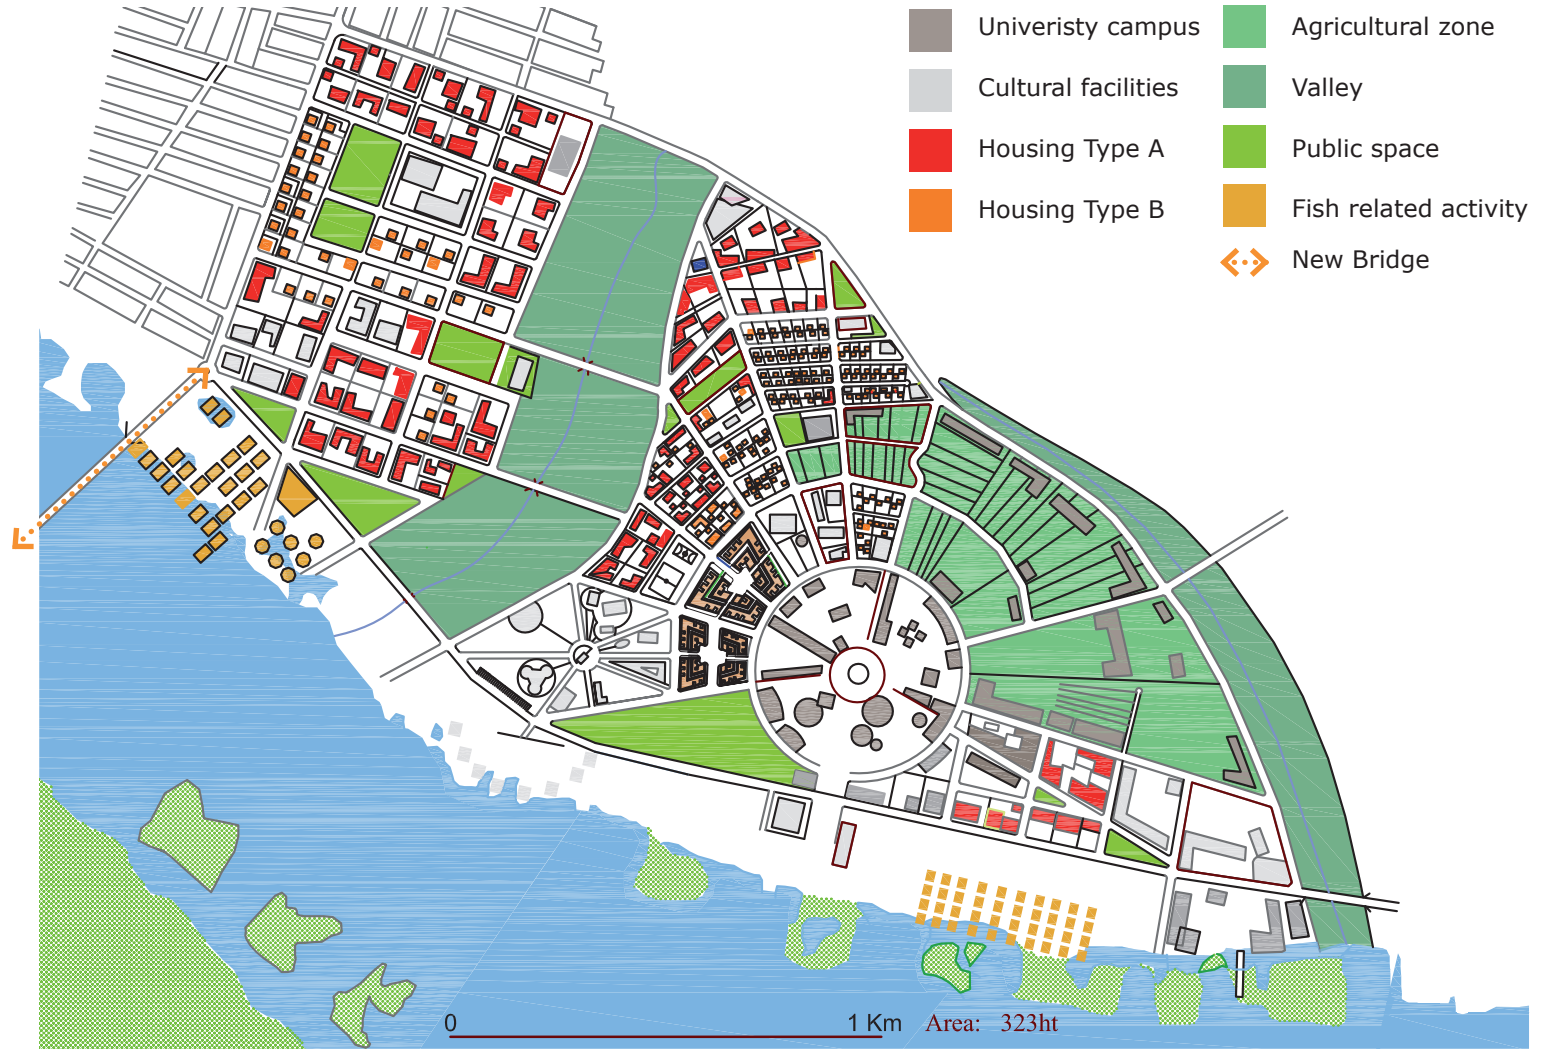 Univeristy campus
Cultural facilities
Housing Type A
Housing Type B
Agricultural zone
Valley
Public space
Fish related activity
New Bridge
0 1 Km Area: 323ht